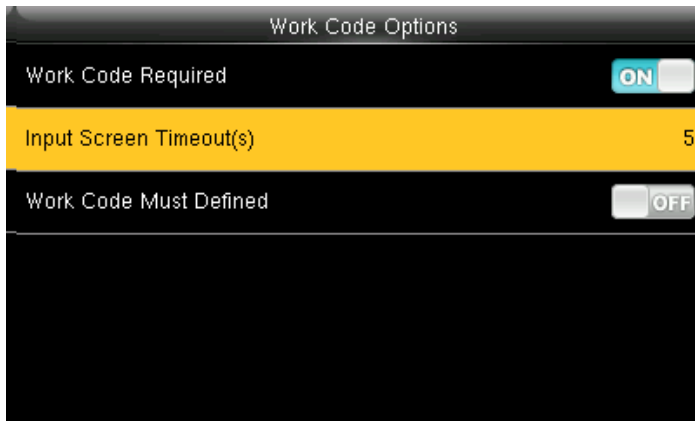 Work Code Options
Work Code Required ON
Input Screen Timeout(s) 5
Work Code Must Defined OFF